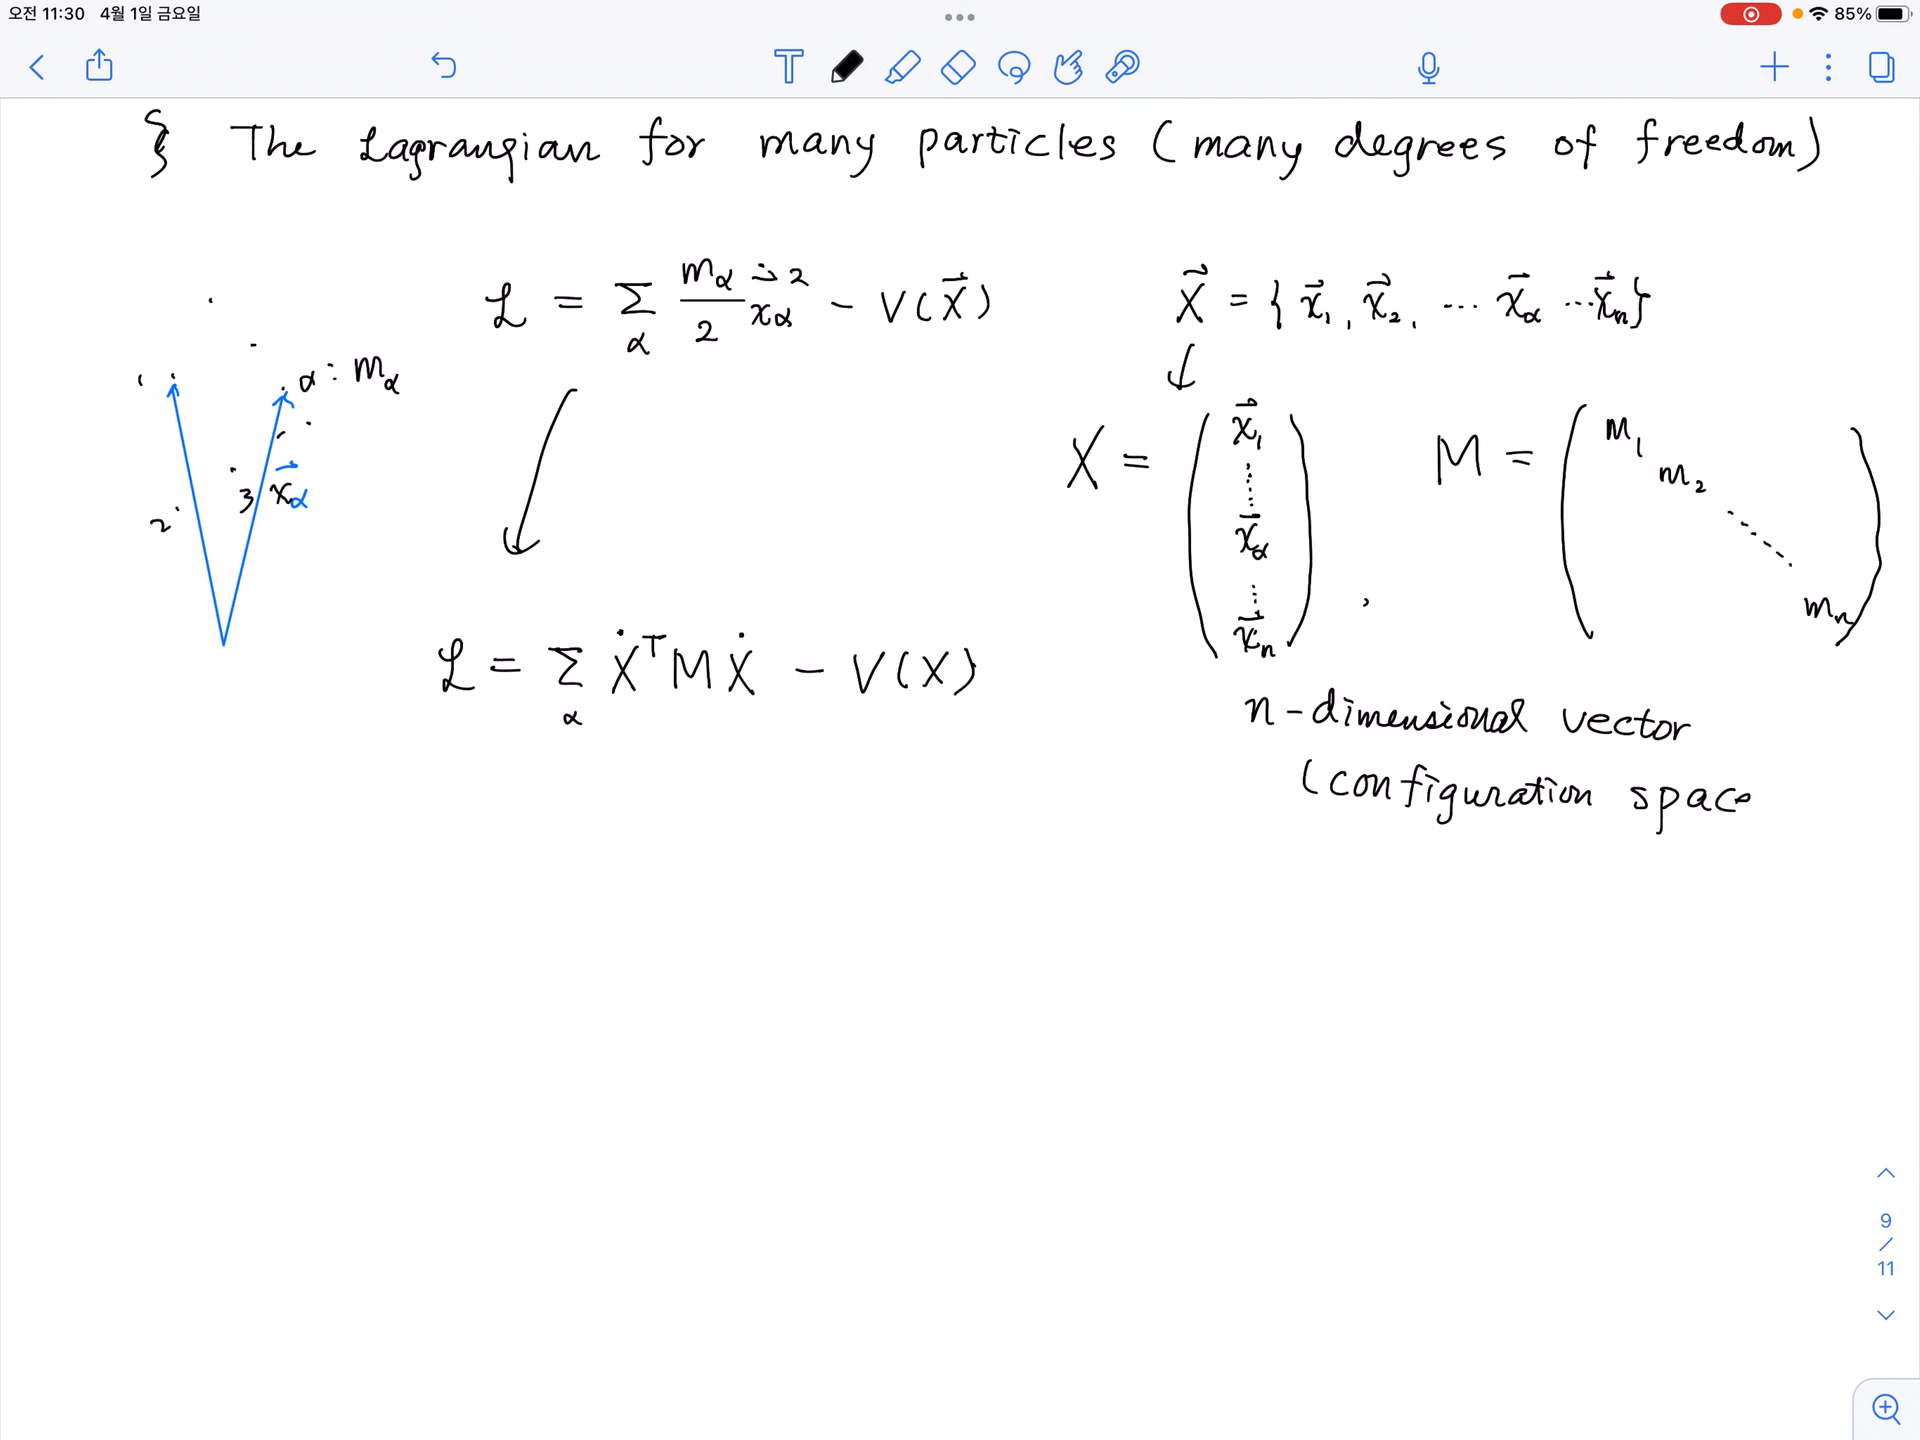 오전 11:30 4월 1일 금요일 85%
T
§ The Lagrangian for many particles (many degrees of freedom)
ℒ = Σ_α m_α/2 ẋ⃗_α² − V(X⃗)
X⃗ = { x⃗₁, x⃗₂, ... x⃗_α ... x⃗_n }
1
α : m_α
2
3
x⃗_α
X = ( x⃗₁ ⋮ x⃗_α ⋮ x⃗_n ) , M = ( m₁ m₂ ⋱ m_n )
ℒ = Σ_α Ẋᵀ M Ẋ − V(X)
n-dimensional vector
(configuration space
9
/
11